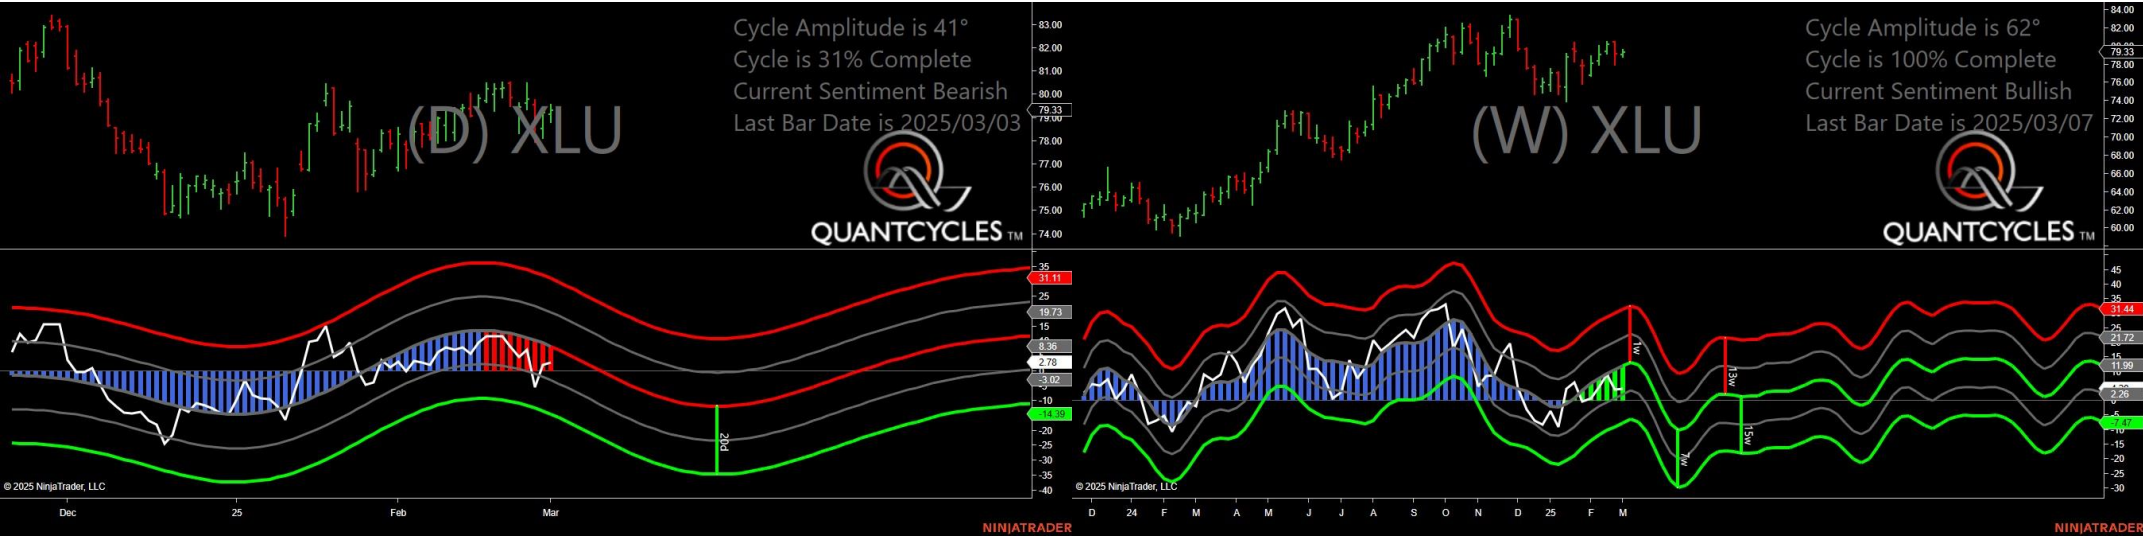 Cycle Amplitude is 41°
Cycle is 31% Complete
Current Sentiment Bearish
Last Bar Date is 2025/03/03
(D) XLU
QUANTCYCLES TM
83.00
82.00
81.00
80.00
79.33
79.00
78.00
77.00
76.00
75.00
74.00
35
31.11
25
19.73
15
8.36
2.78
-3.02
-10
-14.39
-20
-25
-30
-35
-40
20d
© 2025 NinjaTrader, LLC
Dec 25 Feb Mar
NINJATRADER
Cycle Amplitude is 62°
Cycle is 100% Complete
Current Sentiment Bullish
Last Bar Date is 2025/03/07
(W) XLU
QUANTCYCLES TM
84.00
82.00
79.33
78.00
76.00
74.00
72.00
70.00
68.00
66.00
64.00
62.00
60.00
45
40
35
31.44
25
21.72
15
11.99
2.26
-5
-7.47
-15
-20
-25
-30
1w
13w
7w
15w
© 2025 NinjaTrader, LLC
D 24 F M A M J J A S O N D 25 F M
NINJATRADER